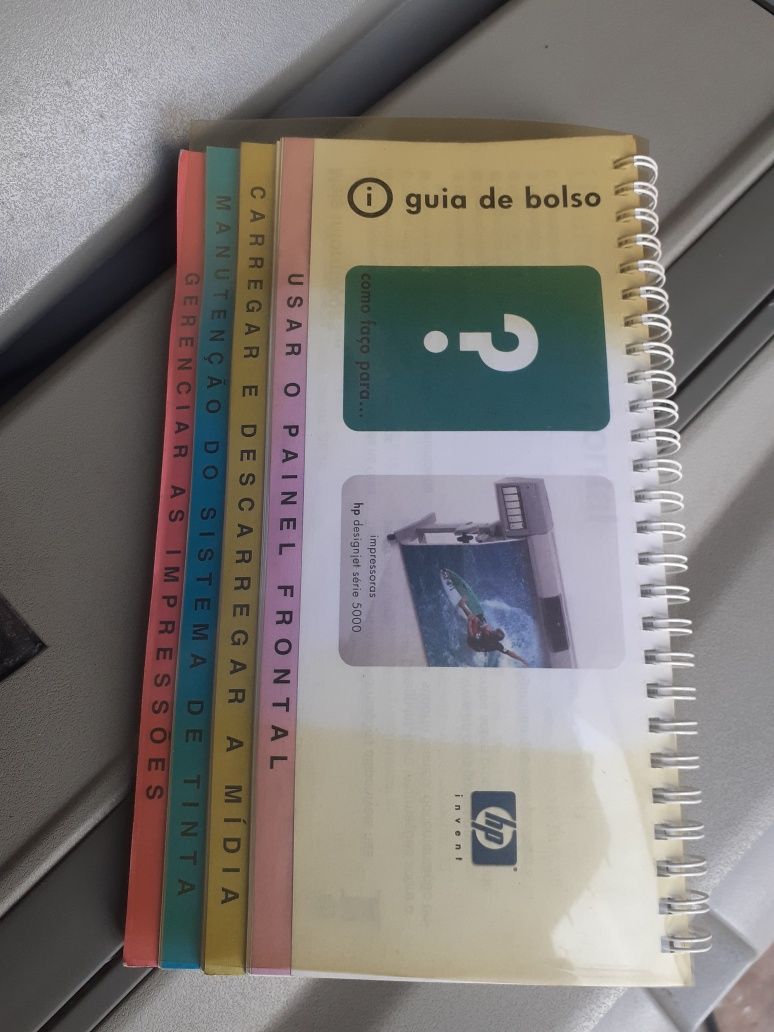 i guia de bolso
como faço para...
?
impressoras
hp designjet série 5000
hp
invent
USAR O PAINEL FRONTAL
CARREGAR E DESCARREGAR A MÍDIA
MANUTENÇÃO DO SISTEMA DE TINTA
GERENCIAR AS IMPRESSÕES